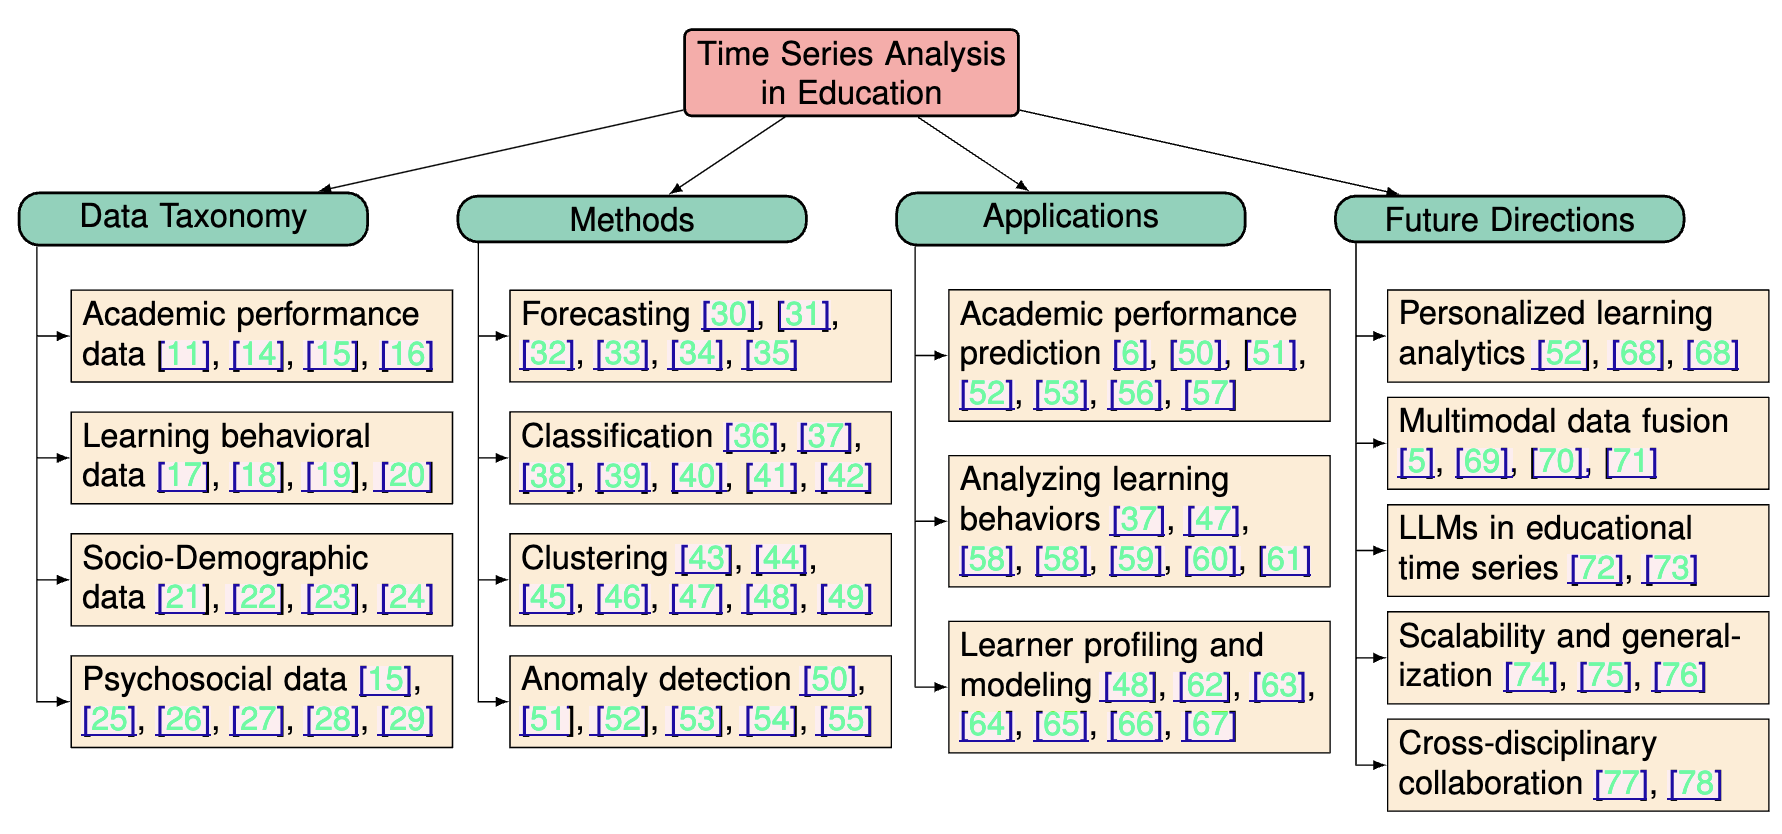 Time Series Analysis
in Education
Data Taxonomy
Academic performance
data [11], [14], [15], [16]
Learning behavioral
data [17], [18], [19], [20]
Socio-Demographic
data [21], [22], [23], [24]
Psychosocial data [15],
[25], [26], [27], [28], [29]
Methods
Forecasting [30], [31],
[32], [33], [34], [35]
Classification [36], [37],
[38], [39], [40], [41], [42]
Clustering [43], [44],
[45], [46], [47], [48], [49]
Anomaly detection [50],
[51], [52], [53], [54], [55]
Applications
Academic performance
prediction [6], [50], [51],
[52], [53], [56], [57]
Analyzing learning
behaviors [37], [47],
[58], [58], [59], [60], [61]
Learner profiling and
modeling [48], [62], [63],
[64], [65], [66], [67]
Future Directions
Personalized learning
analytics [52], [68], [68]
Multimodal data fusion
[5], [69], [70], [71]
LLMs in educational
time series [72], [73]
Scalability and general-
ization [74], [75], [76]
Cross-disciplinary
collaboration [77], [78]